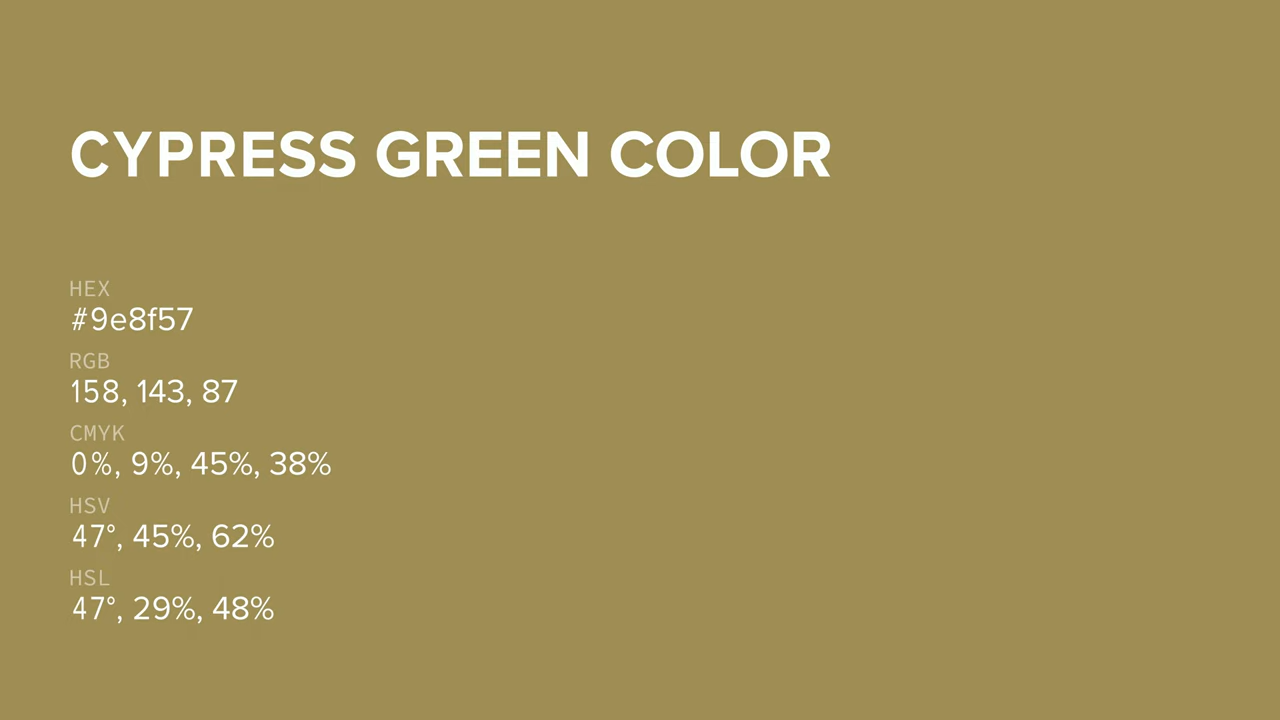 CYPRESS GREEN COLOR
HEX
#9e8f57
RGB
158, 143, 87
CMYK
0%, 9%, 45%, 38%
HSV
47°, 45%, 62%
HSL
47°, 29%, 48%